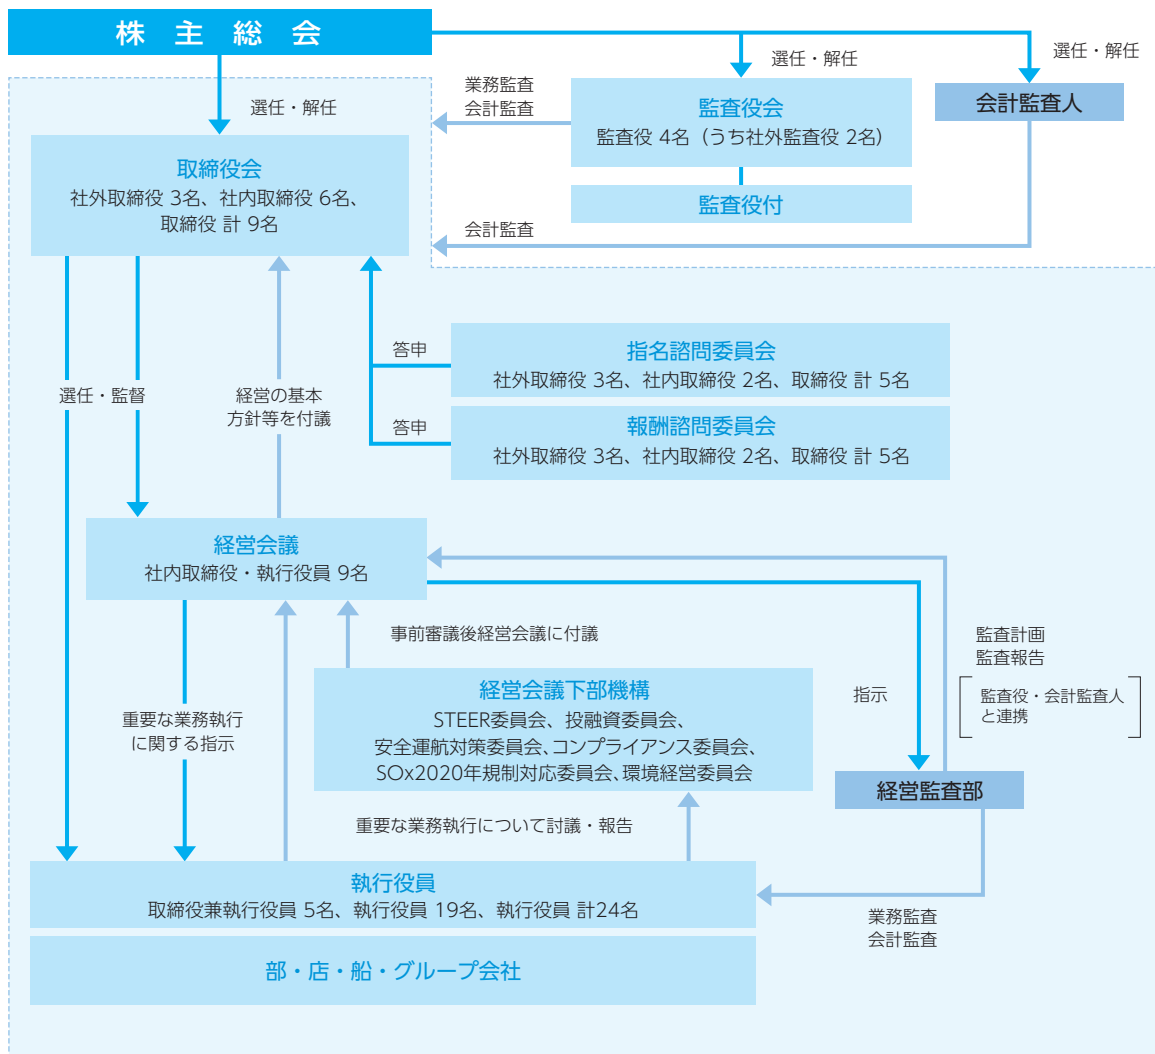 株 主 総 会
選任・解任
選任・解任
選任・解任
業務監査
会計監査
監査役会
監査役 4名（うち社外監査役 2名）
会計監査人
監査役付
会計監査
取締役会
社外取締役 3名、社内取締役 6名、
取締役 計 9名
答申
指名諮問委員会
社外取締役 3名、社内取締役 2名、取締役 計 5名
答申
報酬諮問委員会
社外取締役 3名、社内取締役 2名、取締役 計 5名
選任・監督
経営の基本
方針等を付議
経営会議
社内取締役・執行役員 9名
事前審議後経営会議に付議
経営会議下部機構
STEER委員会、投融資委員会、
安全運航対策委員会、コンプライアンス委員会、
SOx2020年規制対応委員会、環境経営委員会
指示
監査計画
監査報告
監査役・会計監査人
と連携
重要な業務執行
に関する指示
経営監査部
重要な業務執行について討議・報告
執行役員
取締役兼執行役員 5名、執行役員 19名、執行役員 計24名
業務監査
会計監査
部・店・船・グループ会社